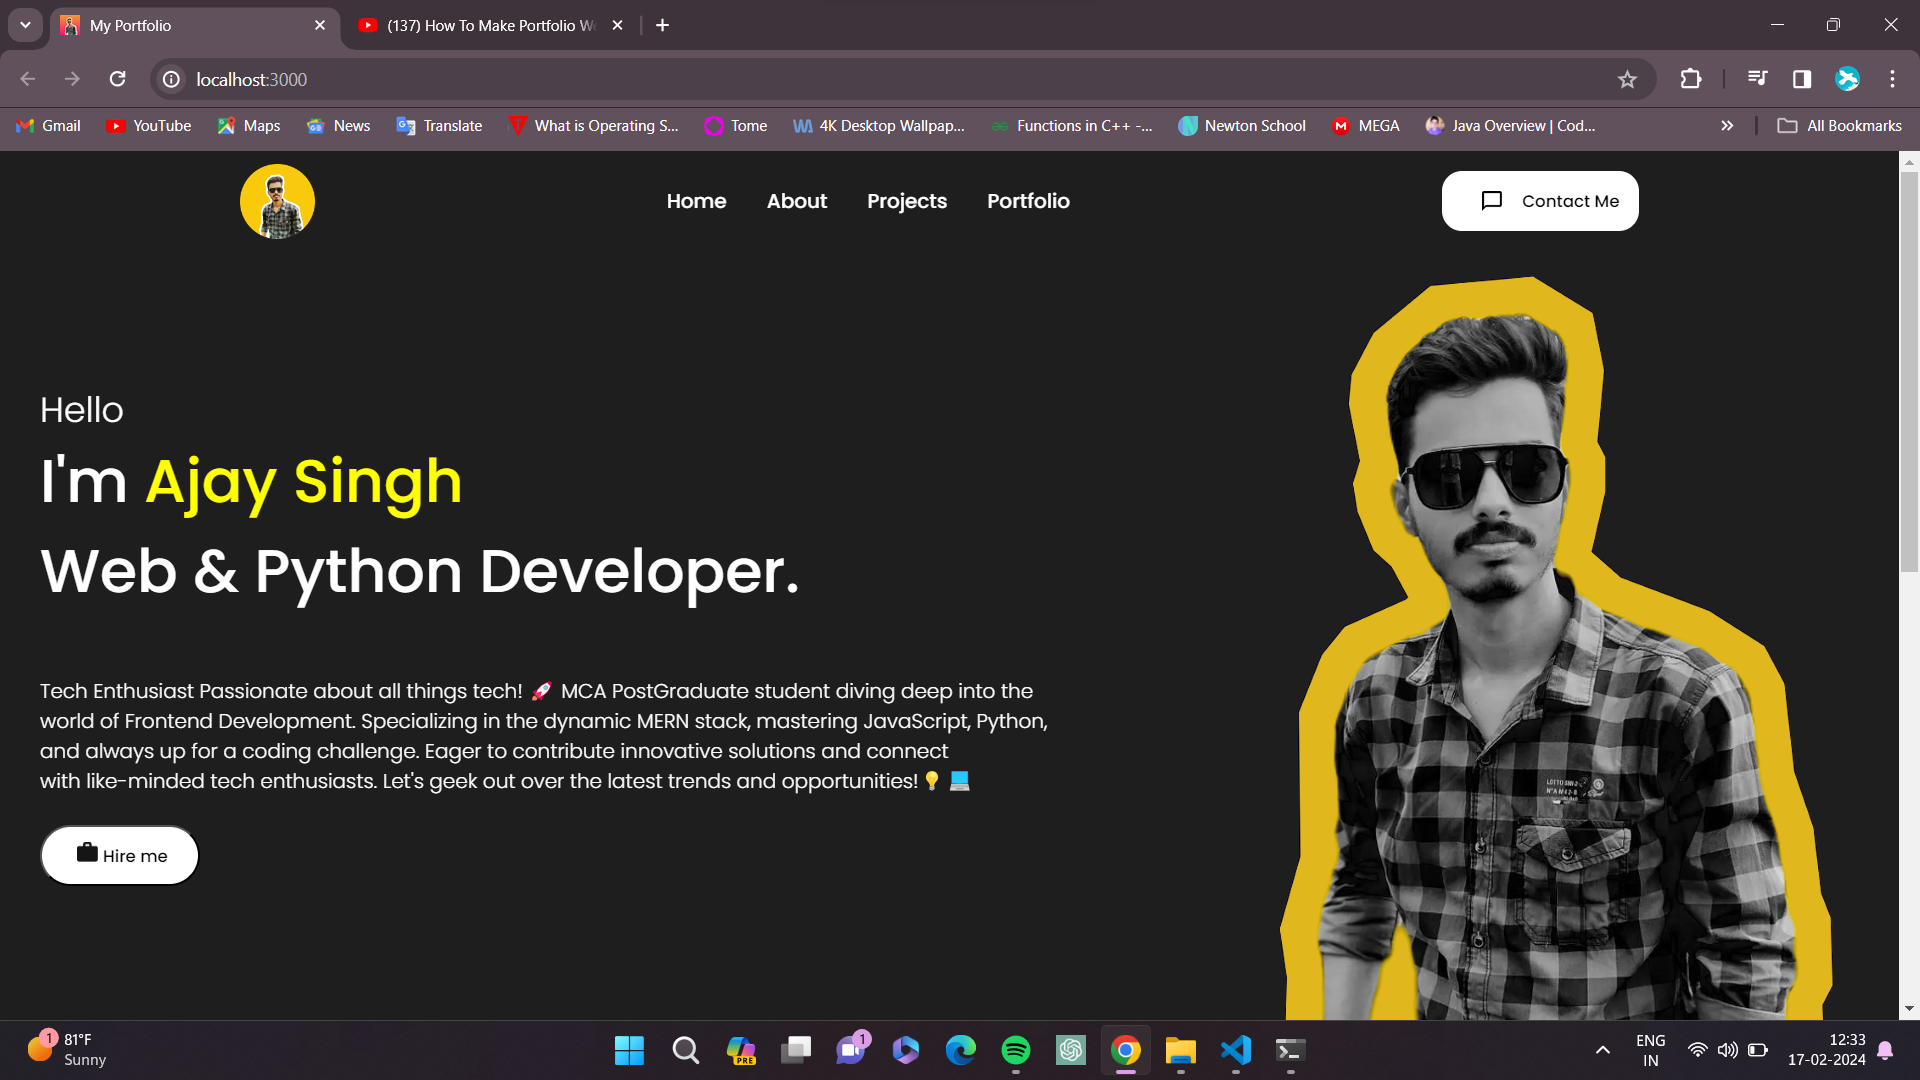 My Portfolio
(137) How To Make Portfolio W
localhost:3000
Gmail
YouTube
Maps
News
Translate
What is Operating S...
Tome
4K Desktop Wallpap...
Functions in C++ -...
Newton School
MEGA
Java Overview | Cod...
All Bookmarks
Home
About
Projects
Portfolio
Contact Me
Hello
I'm Ajay Singh
Web & Python Developer.
Tech Enthusiast Passionate about all things tech! 🚀 MCA PostGraduate student diving deep into the
world of Frontend Development. Specializing in the dynamic MERN stack, mastering JavaScript, Python,
and always up for a coding challenge. Eager to contribute innovative solutions and connect
with like-minded tech enthusiasts. Let's geek out over the latest trends and opportunities! 💡 💻
Hire me
1
81°F
Sunny
PRE
1
ENG
IN
12:33
17-02-2024